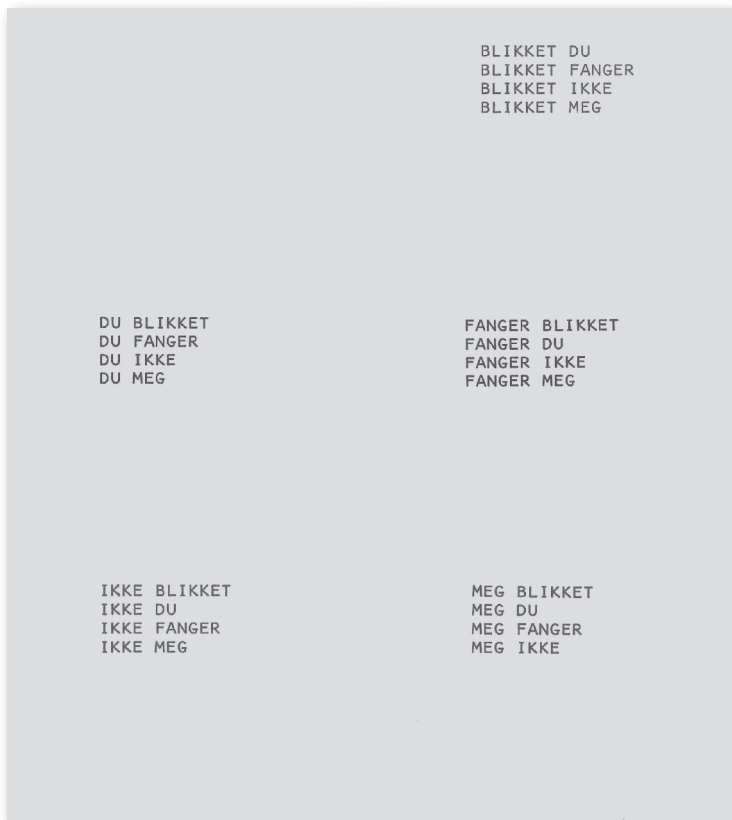 BLIKKET DU
BLIKKET FANGER
BLIKKET IKKE
BLIKKET MEG
DU BLIKKET
DU FANGER
DU IKKE
DU MEG
FANGER BLIKKET
FANGER DU
FANGER IKKE
FANGER MEG
IKKE BLIKKET
IKKE DU
IKKE FANGER
IKKE MEG
MEG BLIKKET
MEG DU
MEG FANGER
MEG IKKE